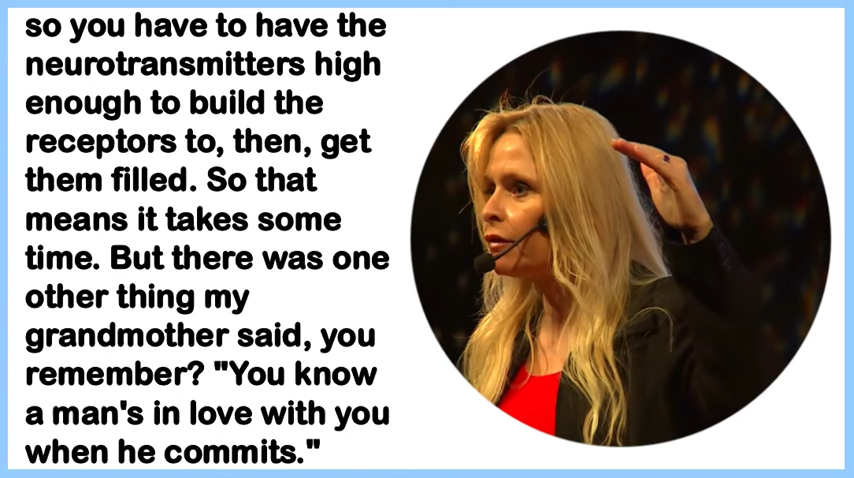 so you have to have the
neurotransmitters high
enough to build the
receptors to, then, get
them filled. So that
means it takes some
time. But there was one
other thing my
grandmother said, you
remember? "You know
a man's in love with you
when he commits."